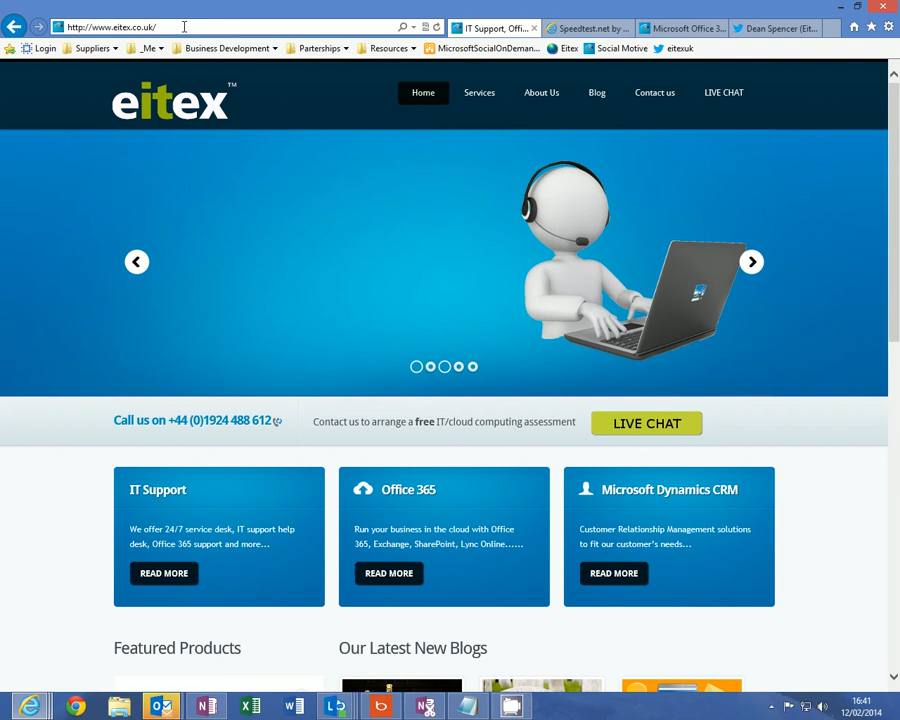 http://www.eitex.co.uk/
IT Support, Offi...
Speedtest.net by ...
Microsoft Office 3...
Dean Spencer (Eit...
Login
Suppliers
_Me
Business Development
Parterships
Resources
MicrosoftSocialOnDeman...
Eitex
Social Motive
eitexuk
eitex™
Home
Services
About Us
Blog
Contact us
LIVE CHAT
Call us on +44 (0)1924 488 612
Contact us to arrange a free IT/cloud computing assessment
LIVE CHAT
IT Support
We offer 24/7 service desk, IT support help
desk, Office 365 support and more...
READ MORE
Office 365
Run your business in the cloud with Office
365, Exchange, SharePoint, Lync Online......
READ MORE
Microsoft Dynamics CRM
Customer Relationship Management solutions
to fit our customer's needs...
READ MORE
Featured Products
Our Latest New Blogs
16:41
12/02/2014